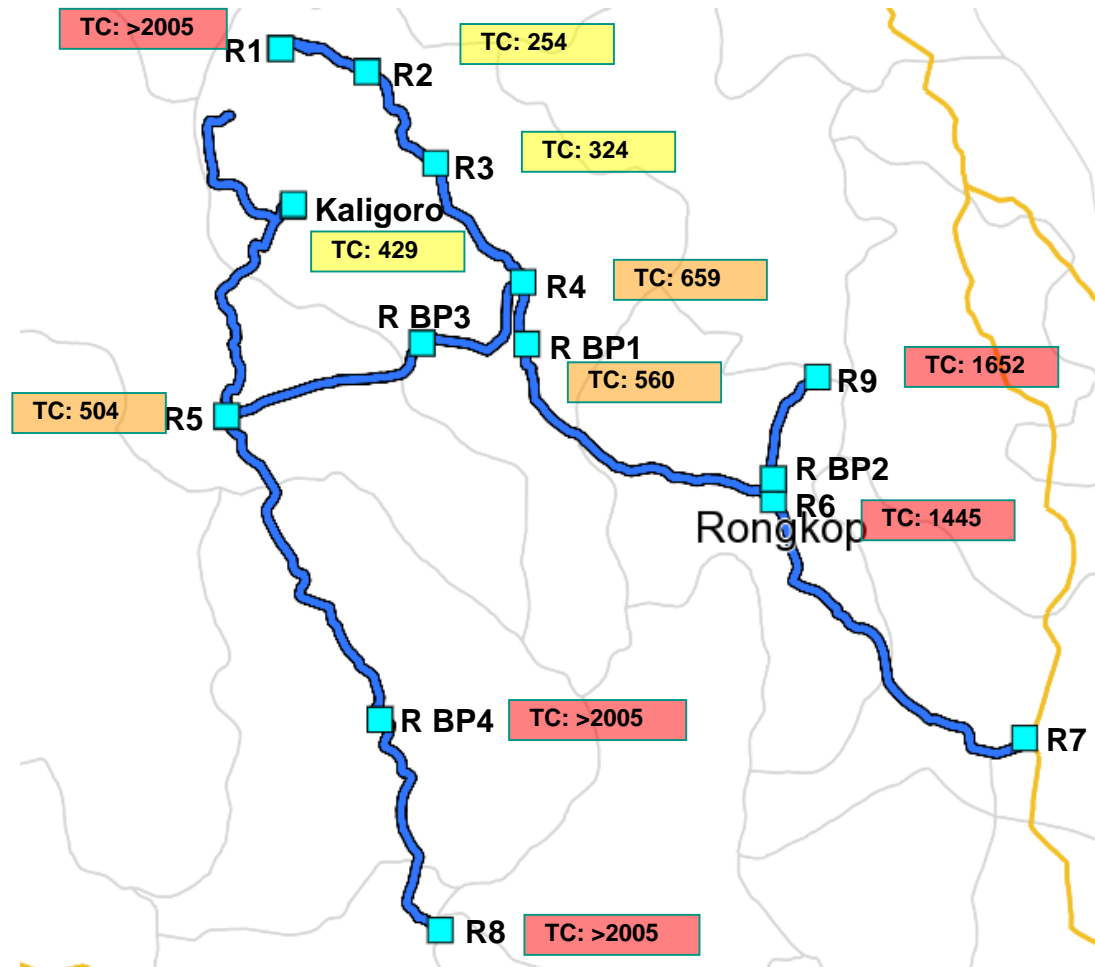 TC: >2005
R1
TC: 254
R2
TC: 324
R3
Kaligoro
TC: 429
TC: 659
R4
R BP3
R BP1
TC: 560
TC: 1652
R9
TC: 504
R5
R BP2
R6
TC: 1445
Rongkop
R BP4
TC: >2005
R7
R8
TC: >2005